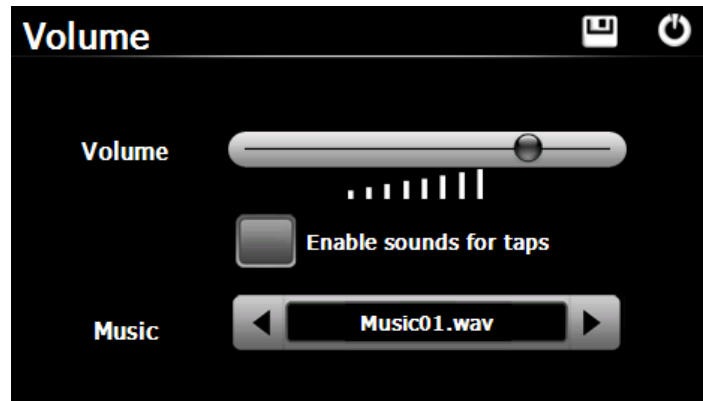 Volume
Volume
Enable sounds for taps
Music
Music01.wav